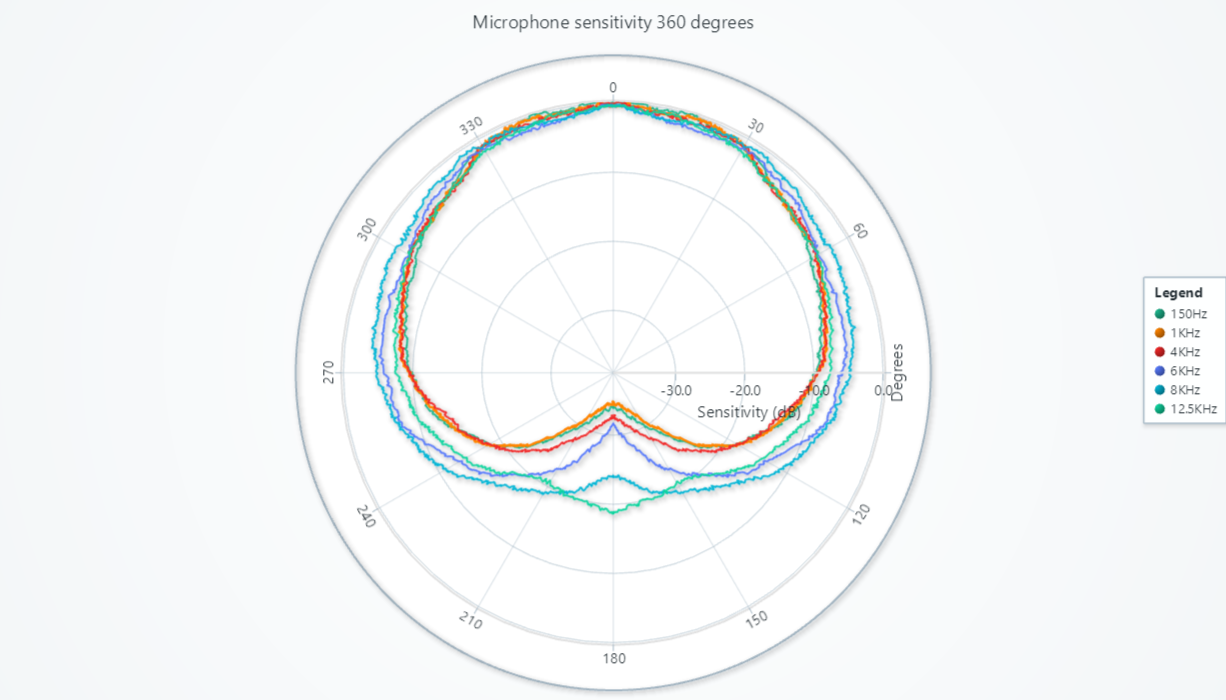 Microphone sensitivity 360 degrees
0
330
30
300
60
270
-30.0
-20.0
-10.0
0.0
Degrees
Sensitivity (dB)
240
120
210
150
180
Legend
150Hz
1KHz
4KHz
6KHz
8KHz
12.5KHz